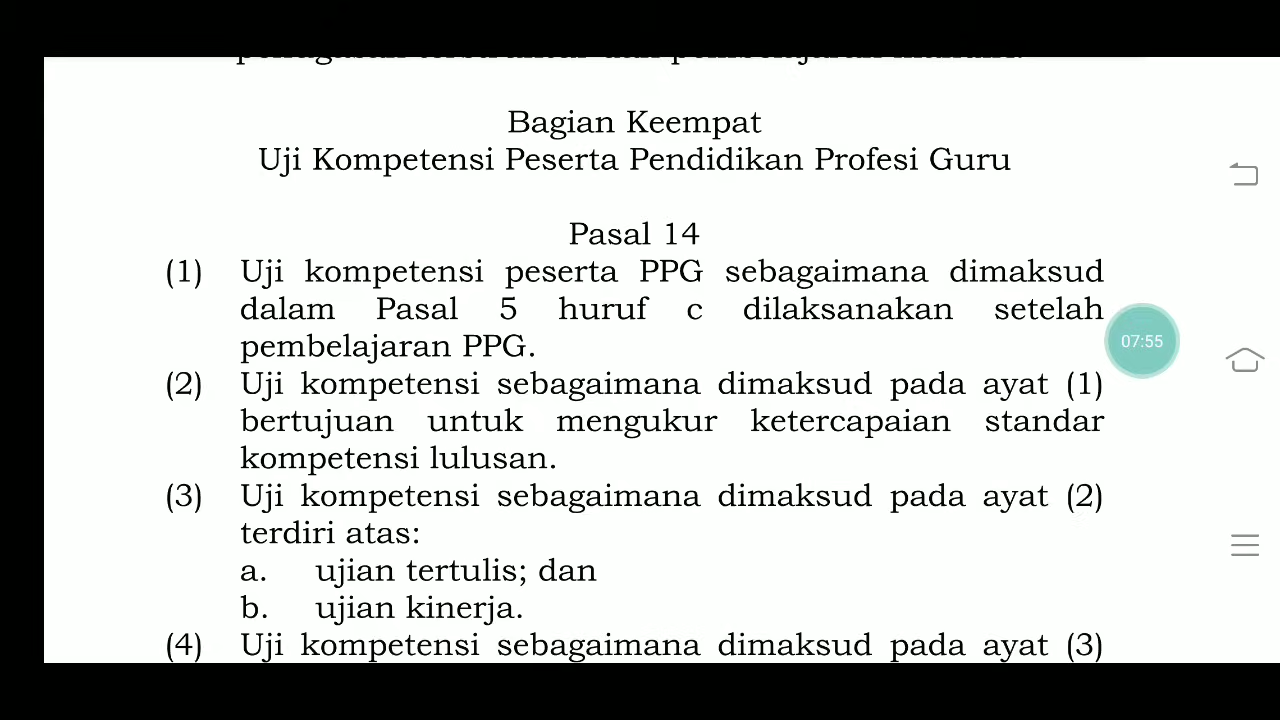 Bagian Keempat
Uji Kompetensi Peserta Pendidikan Profesi Guru
Pasal 14
(1) Uji kompetensi peserta PPG sebagaimana dimaksud
dalam Pasal 5 huruf c dilaksanakan setelah
pembelajaran PPG.
(2) Uji kompetensi sebagaimana dimaksud pada ayat (1)
bertujuan untuk mengukur ketercapaian standar
kompetensi lulusan.
(3) Uji kompetensi sebagaimana dimaksud pada ayat (2)
terdiri atas:
a. ujian tertulis; dan
b. ujian kinerja.
(4) Uji kompetensi sebagaimana dimaksud pada ayat (3)
07:55